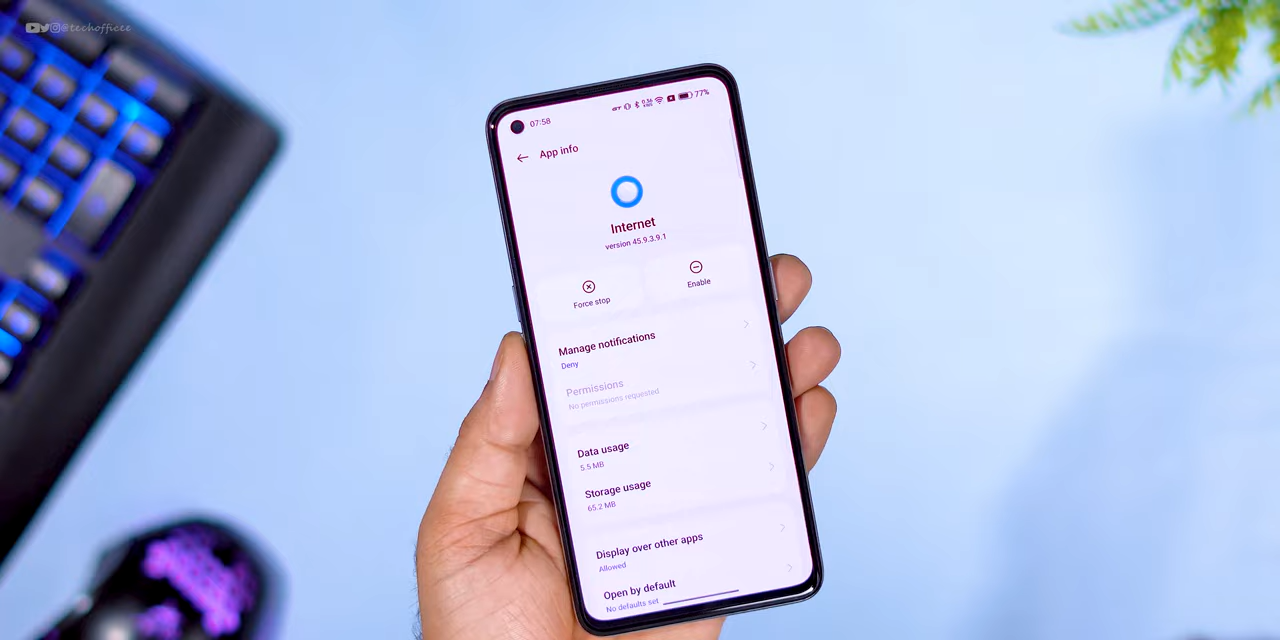 @techofficee
07:58
77%
App info
Internet
version 45.9.3.9.1
Force stop
Enable
Manage notifications
Deny
Permissions
No permissions requested
Data usage
5.5 MB
Storage usage
65.2 MB
Display over other apps
Allowed
Open by default
No defaults set